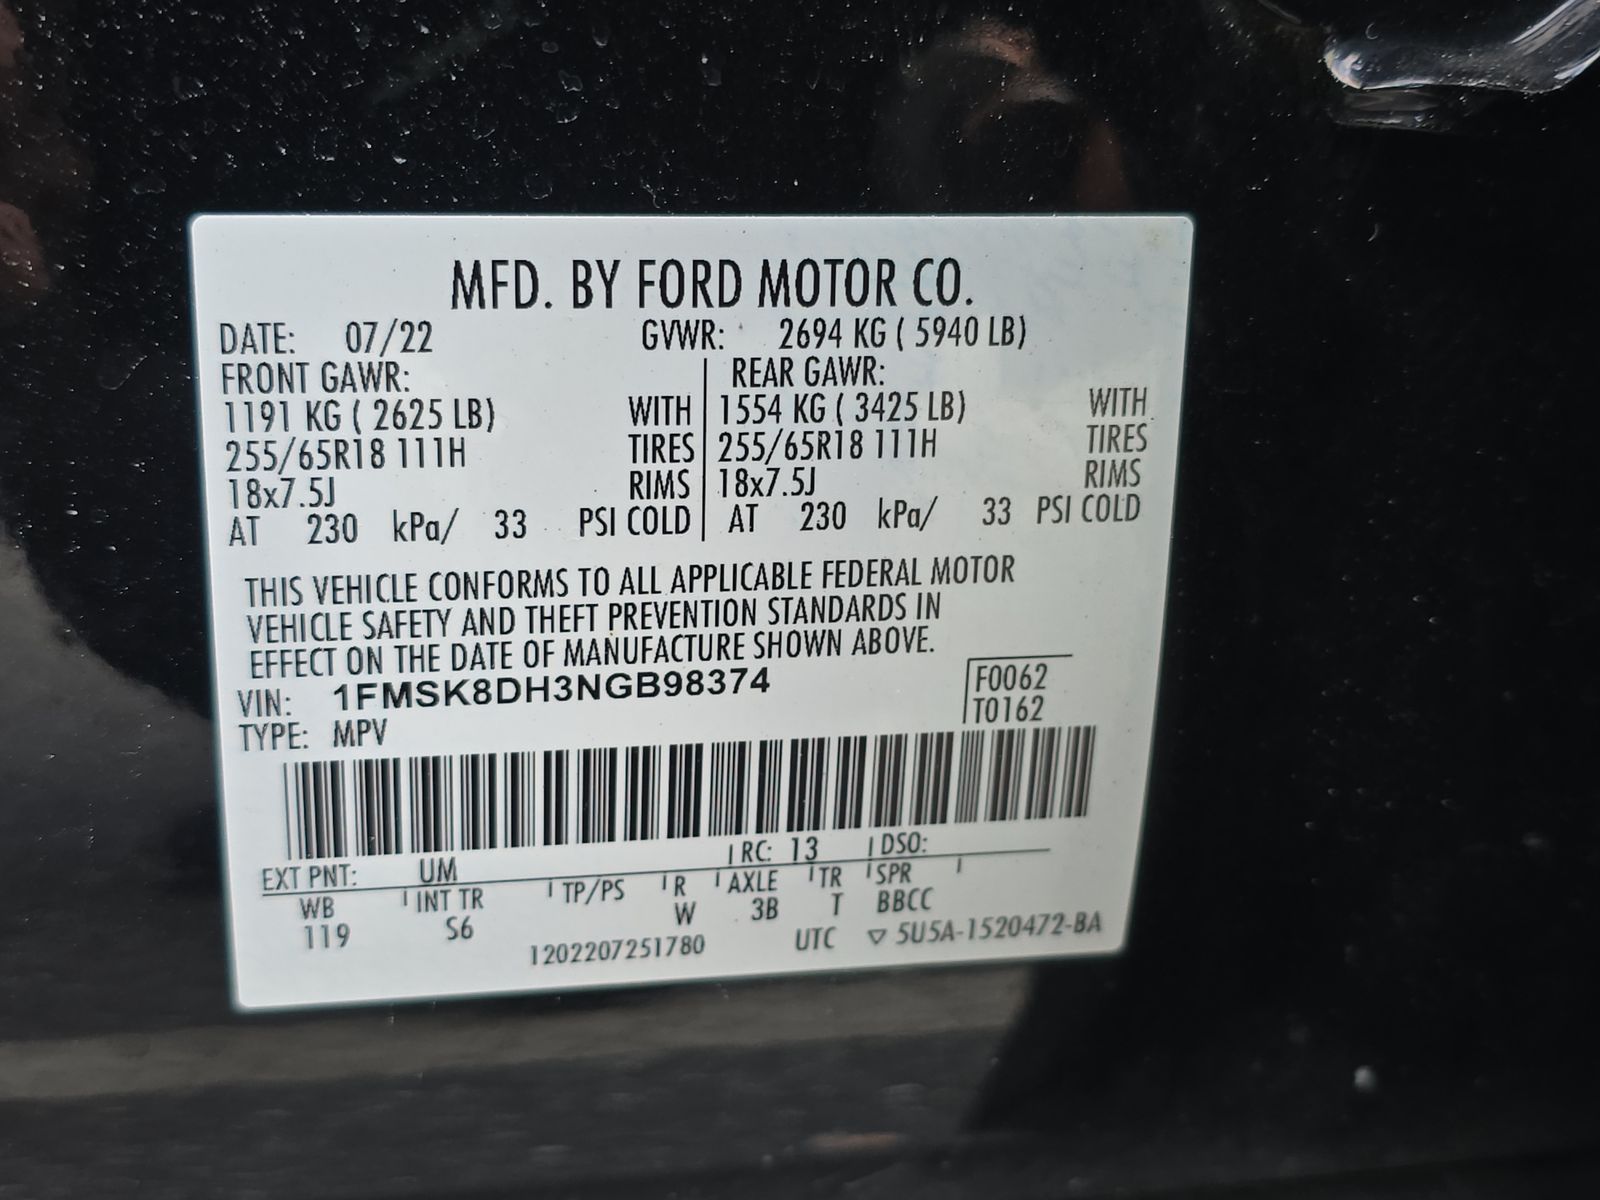 MFD. BY FORD MOTOR CO.
DATE: 07/22 GVWR: 2694 KG ( 5940 LB)
FRONT GAWR: REAR GAWR:
1191 KG ( 2625 LB) WITH 1554 KG ( 3425 LB) WITH
255/65R18 111H TIRES 255/65R18 111H TIRES
18x7.5J RIMS 18x7.5J RIMS
AT 230 kPa/ 33 PSI COLD AT 230 kPa/ 33 PSI COLD
THIS VEHICLE CONFORMS TO ALL APPLICABLE FEDERAL MOTOR
VEHICLE SAFETY AND THEFT PREVENTION STANDARDS IN
EFFECT ON THE DATE OF MANUFACTURE SHOWN ABOVE.
VIN: 1FMSK8DH3NGB98374 F0062
TYPE: MPV T0162
EXT PNT: UM RC: 13 DSO:
WB INT TR TP/PS R AXLE TR SPR
119 S6 W 3B T BBCC
1202207251780 UTC ▽ 5U5A-1520472-BA